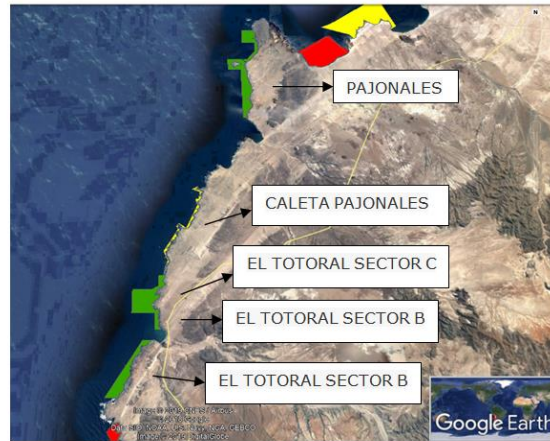 N
PAJONALES
CALETA PAJONALES
EL TOTORAL SECTOR C
EL TOTORAL SECTOR B
EL TOTORAL SECTOR B
Google Earth